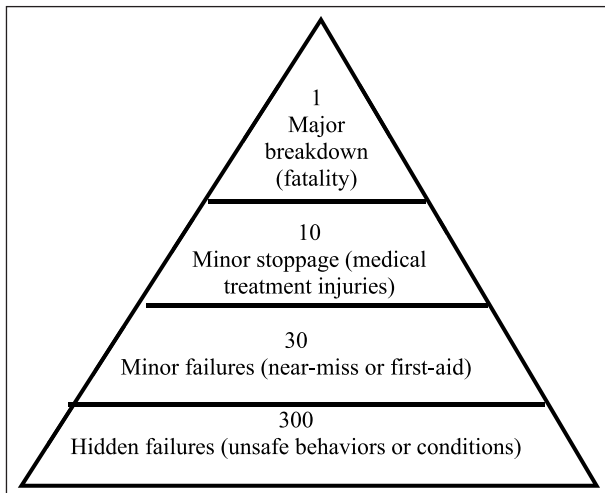 1
Major
breakdown
(fatality)
10
Minor stoppage (medical
treatment injuries)
30
Minor failures (near-miss or first-aid)
300
Hidden failures (unsafe behaviors or conditions)